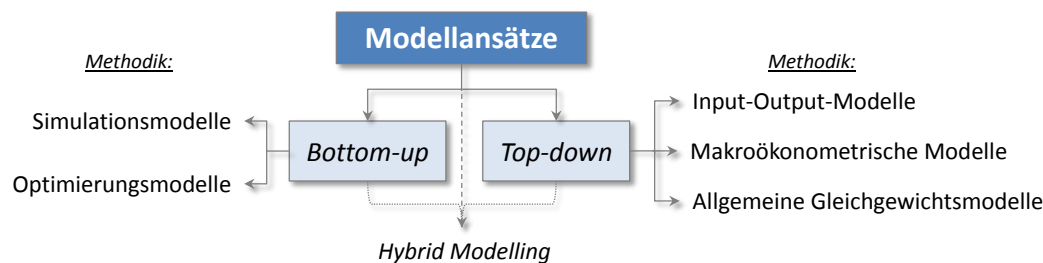 Modellansätze
Methodik:
Simulationsmodelle
Optimierungsmodelle
Bottom-up
Top-down
Methodik:
Input-Output-Modelle
Makroökonometrische Modelle
Allgemeine Gleichgewichtsmodelle
Hybrid Modelling